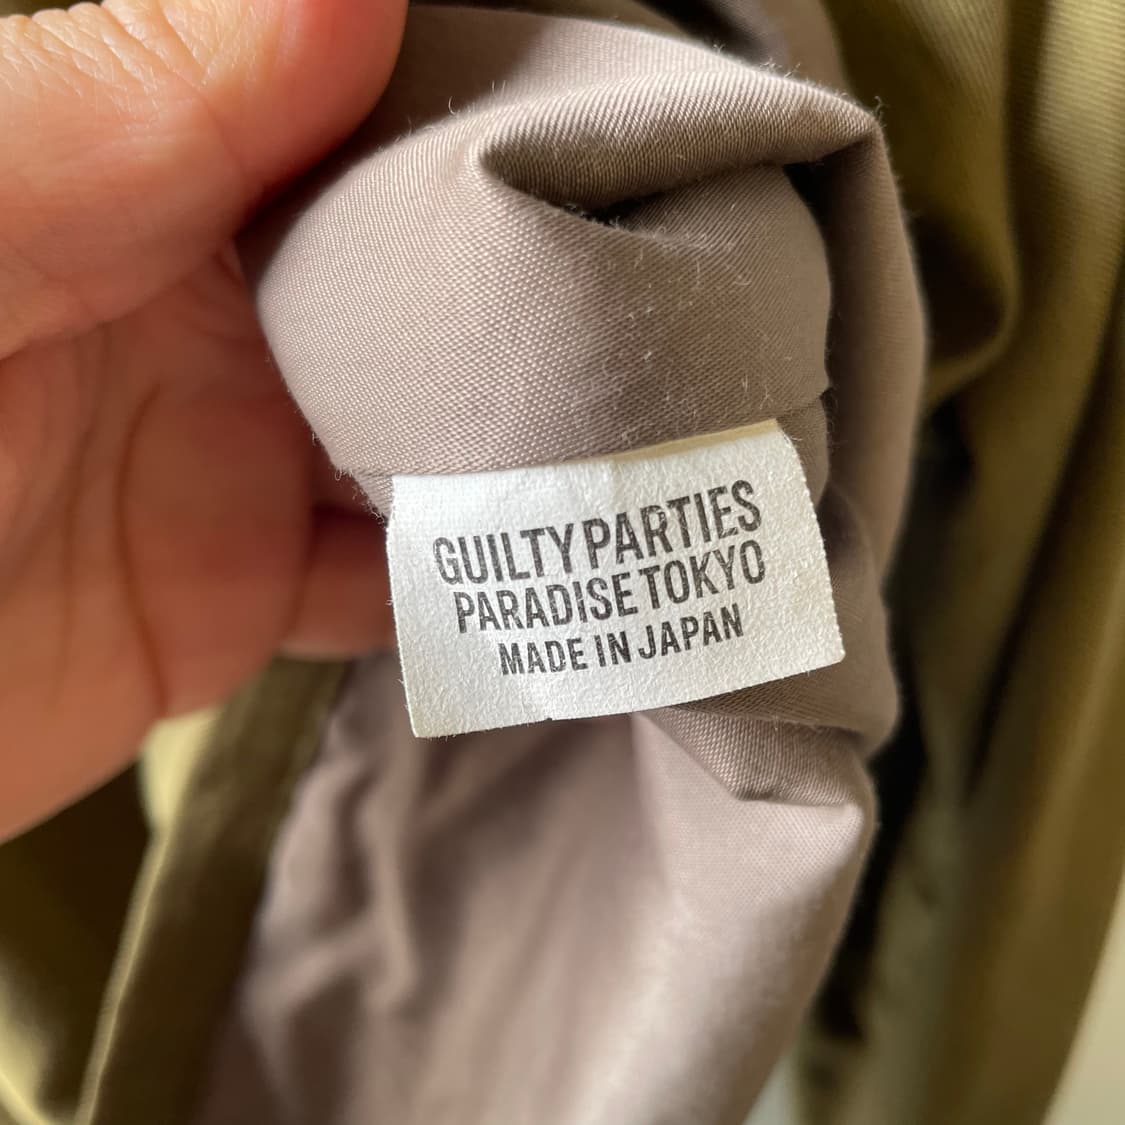 GUILTY PARTIES
PARADISE TOKYO
MADE IN JAPAN